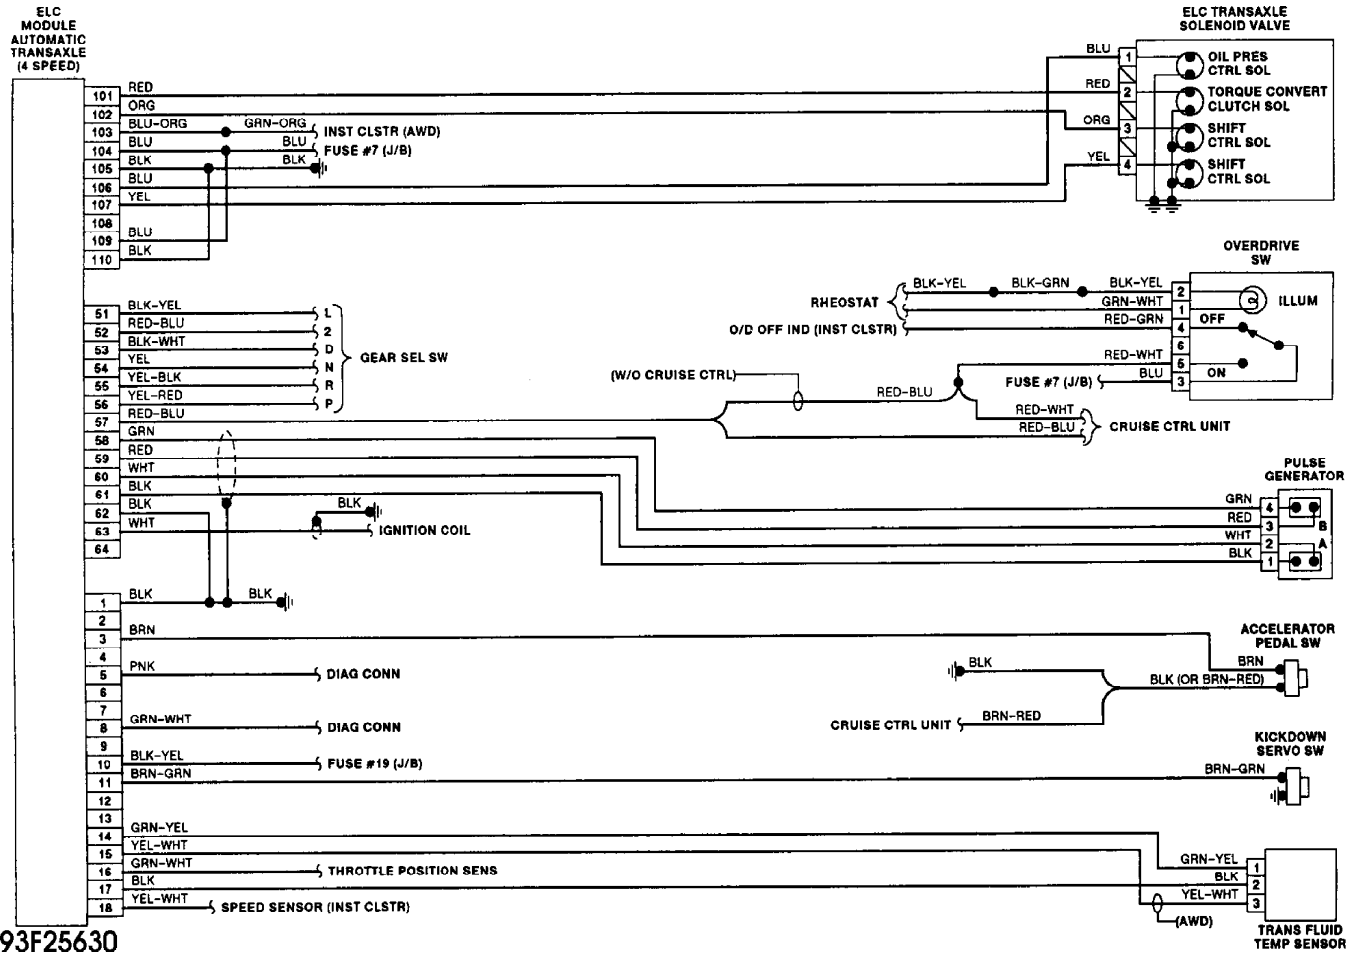 ELC
MODULE
AUTOMATIC
TRANSAXLE
(4 SPEED)
101 RED
102 ORG
103 BLU-ORG GRN-ORG INST CLSTR (AWD)
104 BLU BLU FUSE #7 (J/B)
105 BLK BLK
106 BLU
107 YEL
108
109 BLU
110 BLK
ELC TRANSAXLE
SOLENOID VALVE
BLU 1 OIL PRES
CTRL SOL
RED 2 TORQUE CONVERT
CLUTCH SOL
ORG 3 SHIFT
CTRL SOL
YEL 4 SHIFT
CTRL SOL
51 BLK-YEL L
52 RED-BLU 2
53 BLK-WHT D
54 YEL N
55 YEL-BLK R
56 YEL-RED P
GEAR SEL SW
57 RED-BLU
58 GRN
59 RED
60 WHT
61 BLK
62 BLK BLK
63 WHT IGNITION COIL
64
OVERDRIVE
SW
RHEOSTAT
BLK-YEL BLK-GRN BLK-YEL 2
GRN-WHT 1
ILLUM
O/D OFF IND (INST CLSTR) RED-GRN 4 OFF
6
RED-WHT 5
ON
FUSE #7 (J/B) BLU 3
(W/O CRUISE CTRL)
RED-BLU
RED-WHT
RED-BLU
CRUISE CTRL UNIT
PULSE
GENERATOR
GRN 4
RED 3 B
WHT 2 A
BLK 1
1 BLK BLK
2
3 BRN
4
5 PNK DIAG CONN
6
7
8 GRN-WHT DIAG CONN
9
10 BLK-YEL FUSE #19 (J/B)
11 BRN-GRN
12
13
14 GRN-YEL
15 YEL-WHT
16 GRN-WHT THROTTLE POSITION SENS
17 BLK
18 YEL-WHT SPEED SENSOR (INST CLSTR)
ACCELERATOR
PEDAL SW
BRN
BLK
BLK (OR BRN-RED)
CRUISE CTRL UNIT BRN-RED
KICKDOWN
SERVO SW
BRN-GRN
GRN-YEL 1
BLK 2
YEL-WHT 3
(AWD)
TRANS FLUID
TEMP SENSOR
93F25630